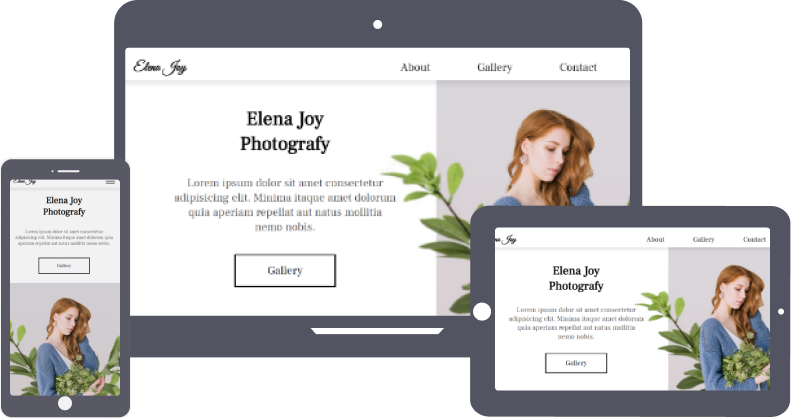 Elena Joy
About Gallery Contact
Elena Joy
Photografy
Lorem ipsum dolor sit amet consectetur
adipisicing elit. Minima itaque amet dolorum
quia aperiam repellat aut natus mollitia
nemo nobis.
Gallery
Elena Joy
Elena Joy
Photografy
Lorem ipsum dolor sit amet consectetur
adipisicing elit. Minima itaque amet dolorum
quia aperiam repellat aut natus mollitia nemo nobis.
Gallery
Joy
About Gallery Contact
Elena Joy
Photografy
Lorem ipsum dolor sit amet consectetur
adipisicing elit. Minima itaque amet dolorum
quia aperiam repellat aut natus mollitia
nemo nobis.
Gallery